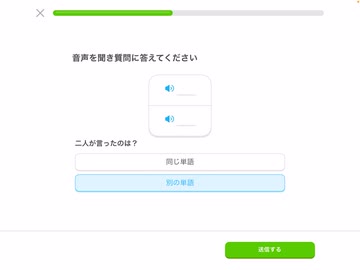 音声を聞き質問に答えてください
二人が言ったのは？
同じ単語
別の単語
送信する